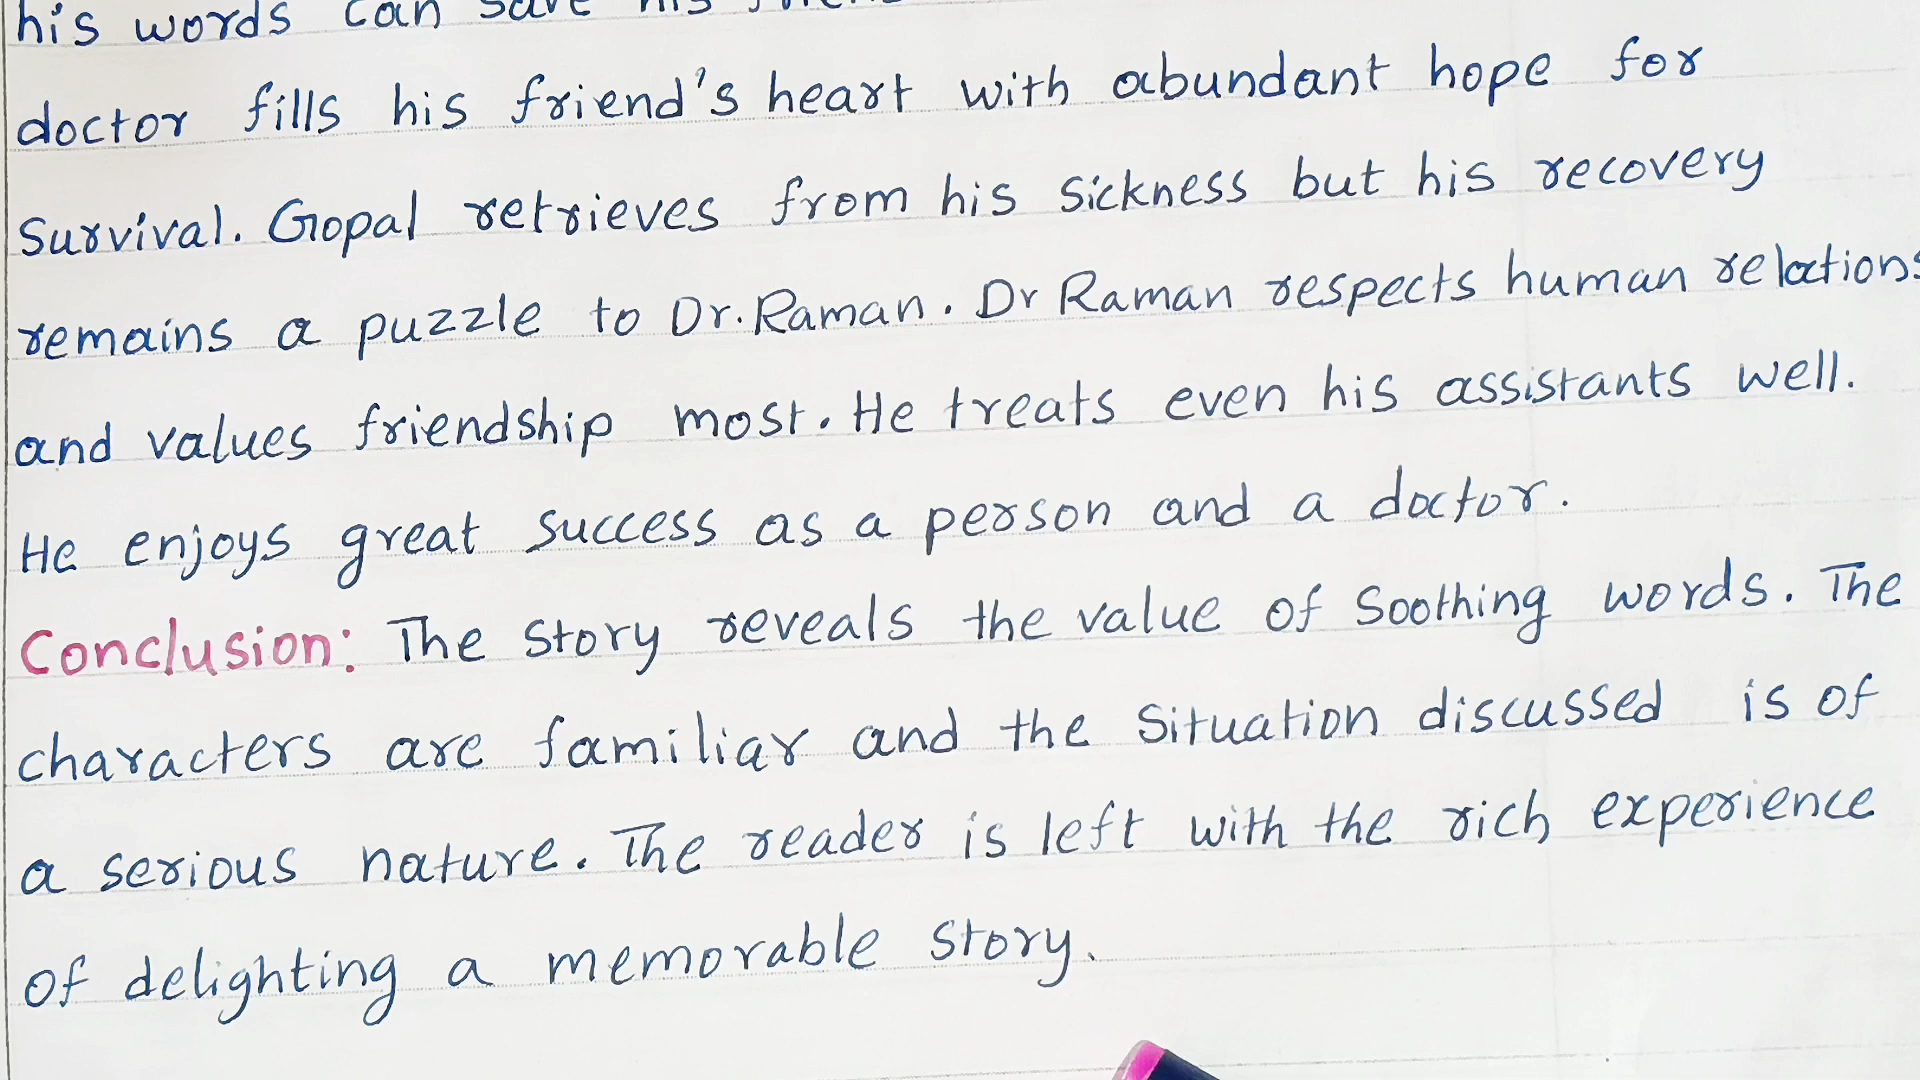 his words can save his
doctor fills his friend's heart with abundant hope for
Survival. Gopal retrieves from his sickness but his recovery
remains a puzzle to Dr. Raman. Dr Raman respects human relations
and values friendship most. He treats even his assistants well.
He enjoys great success as a person and a doctor.
Conclusion: The story reveals the value of soothing words. The
characters are familiar and the situation discussed is of
a serious nature. The reader is left with the rich experience
of delighting a memorable story.